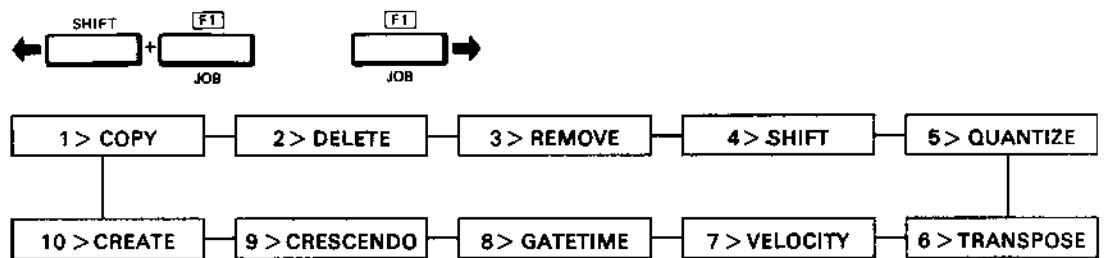 SHIFT
+
F1
JOB
F1
JOB
1 > COPY
2 > DELETE
3 > REMOVE
4 > SHIFT
5 > QUANTIZE
10 > CREATE
9 > CRESCENDO
8 > GATETIME
7 > VELOCITY
6 > TRANSPOSE